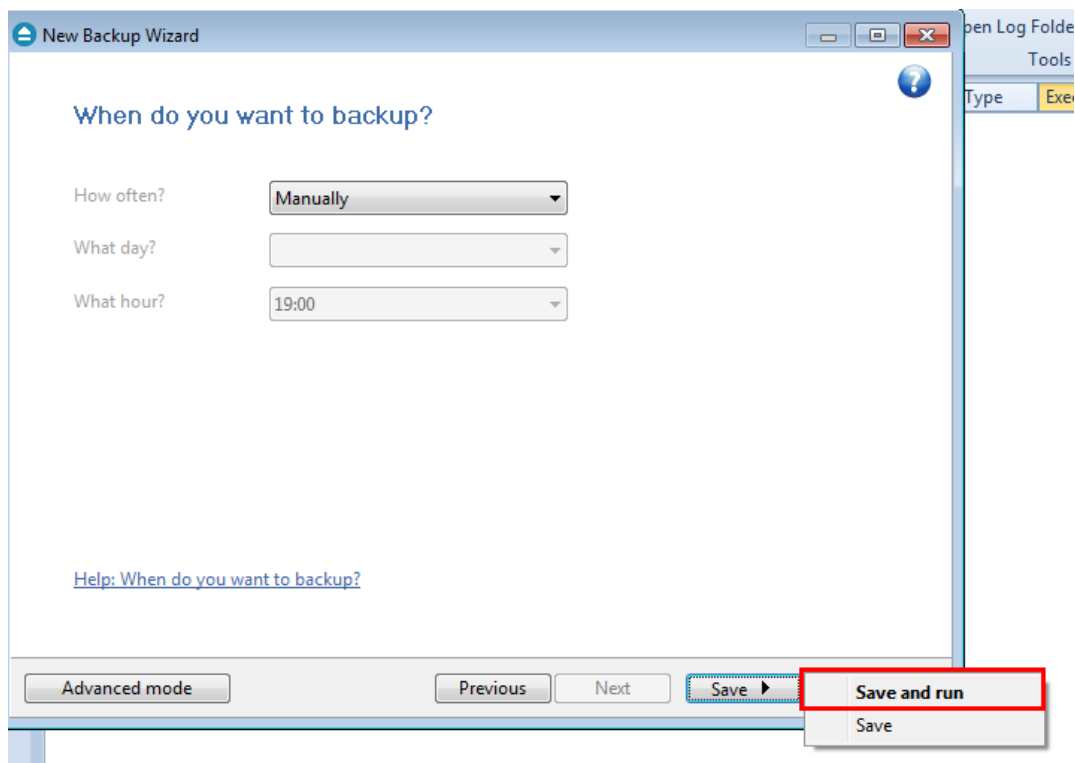 New Backup Wizard
pen Log Folde
Tools
Type Exe
?
When do you want to backup?
How often? Manually
What day?
What hour? 19:00
Help: When do you want to backup?
Advanced mode Previous Next Save
Save and run
Save